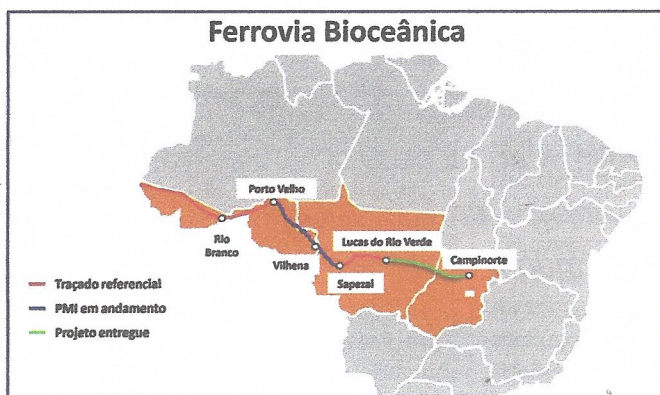 Ferrovia Bioceânica
Porto Velho
Rio
Branco
Vilhena
Lucas do Rio Verde
Campinorte
Sapezal
Traçado referencial
PMI em andamento
Projeto entregue